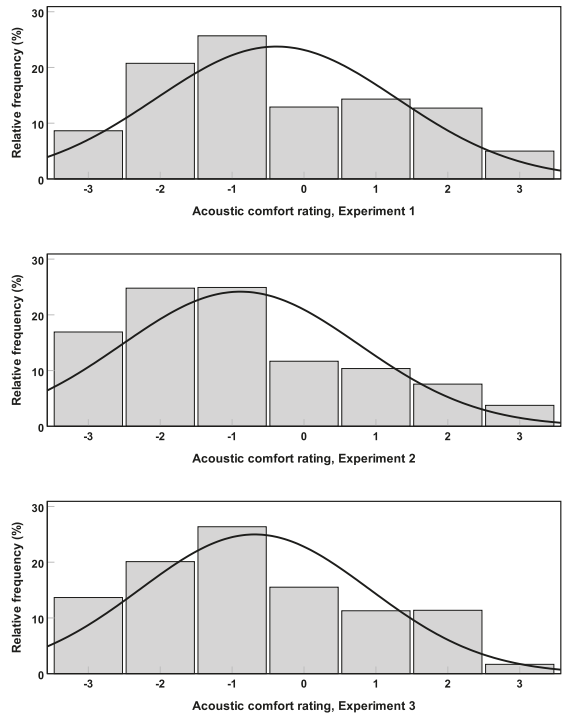 Relative frequency (%)
30
20
10
0
-3 -2 -1 0 1 2 3
Acoustic comfort rating, Experiment 1
Relative frequency (%)
30
20
10
0
-3 -2 -1 0 1 2 3
Acoustic comfort rating, Experiment 2
Relative frequency (%)
30
20
10
0
-3 -2 -1 0 1 2 3
Acoustic comfort rating, Experiment 3